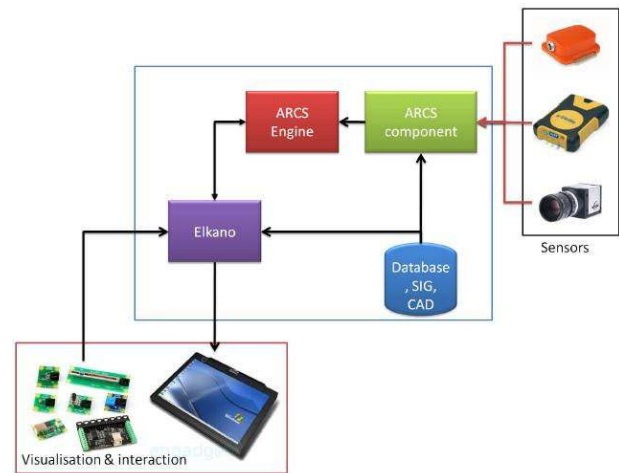 ARCS
Engine
ARCS
component
Elkano
Database
, SIG,
CAD
Sensors
Visualisation & interaction